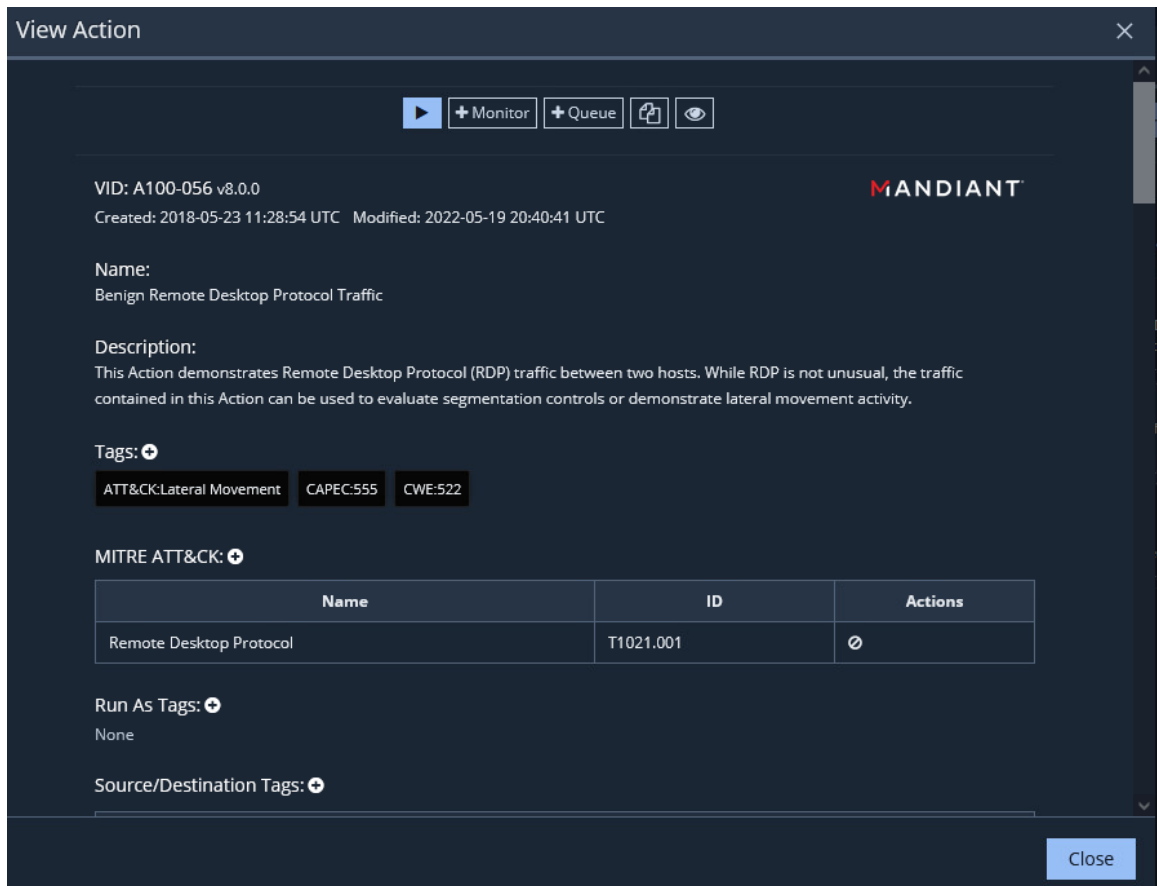 View Action
Monitor Queue
VID: A100-056 v8.0.0
MANDIANT
Created: 2018-05-23 11:28:54 UTC Modified: 2022-05-19 20:40:41 UTC
Name:
Benign Remote Desktop Protocol Traffic
Description:
This Action demonstrates Remote Desktop Protocol (RDP) traffic between two hosts. While RDP is not unusual, the traffic
contained in this Action can be used to evaluate segmentation controls or demonstrate lateral movement activity.
Tags:
ATT&CK:Lateral Movement CAPEC:555 CWE:522
MITRE ATT&CK:
Name ID Actions
Remote Desktop Protocol T1021.001
Run As Tags:
None
Source/Destination Tags:
Close